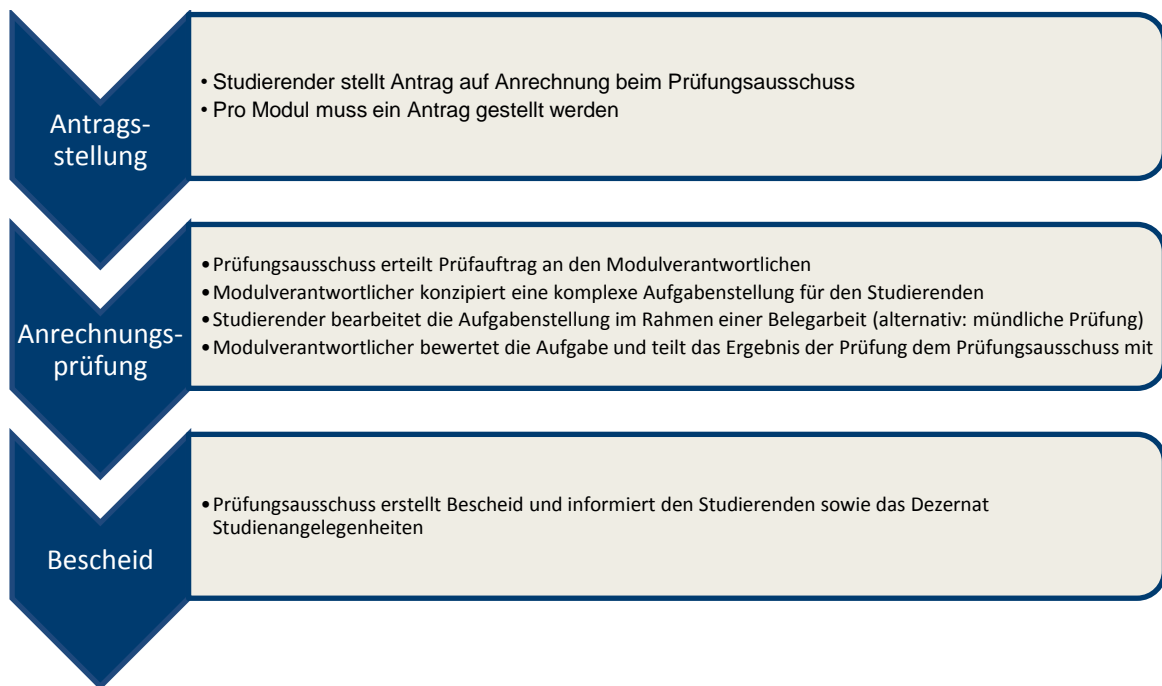 Antrags-
stellung
• Studierender stellt Antrag auf Anrechnung beim Prüfungsausschuss
• Pro Modul muss ein Antrag gestellt werden
Anrechnungs-
prüfung
•Prüfungsausschuss erteilt Prüfauftrag an den Modulverantwortlichen
•Modulverantwortlicher konzipiert eine komplexe Aufgabenstellung für den Studierenden
•Studierender bearbeitet die Aufgabenstellung im Rahmen einer Belegarbeit (alternativ: mündliche Prüfung)
•Modulverantwortlicher bewertet die Aufgabe und teilt das Ergebnis der Prüfung dem Prüfungsausschuss mit
Bescheid
•Prüfungsausschuss erstellt Bescheid und informiert den Studierenden sowie das Dezernat
Studienangelegenheiten